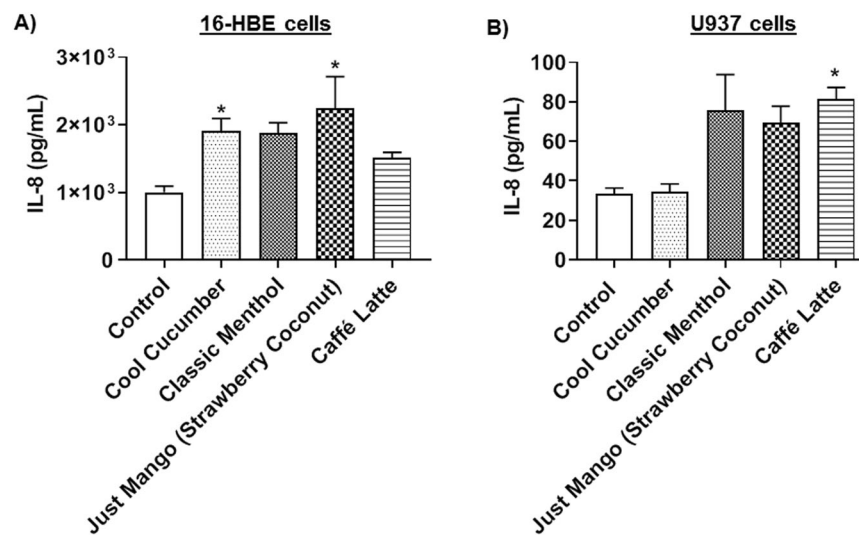 A)
16-HBE cells
IL-8 (pg/mL)
3×10³
2×10³
1×10³
0
*
*
Control
Cool Cucumber
Classic Menthol
Just Mango (Strawberry Coconut)
Caffé Latte
B)
U937 cells
IL-8 (pg/mL)
100
80
60
40
20
0
*
Control
Cool Cucumber
Classic Menthol
Just Mango (Strawberry Coconut)
Caffé Latte